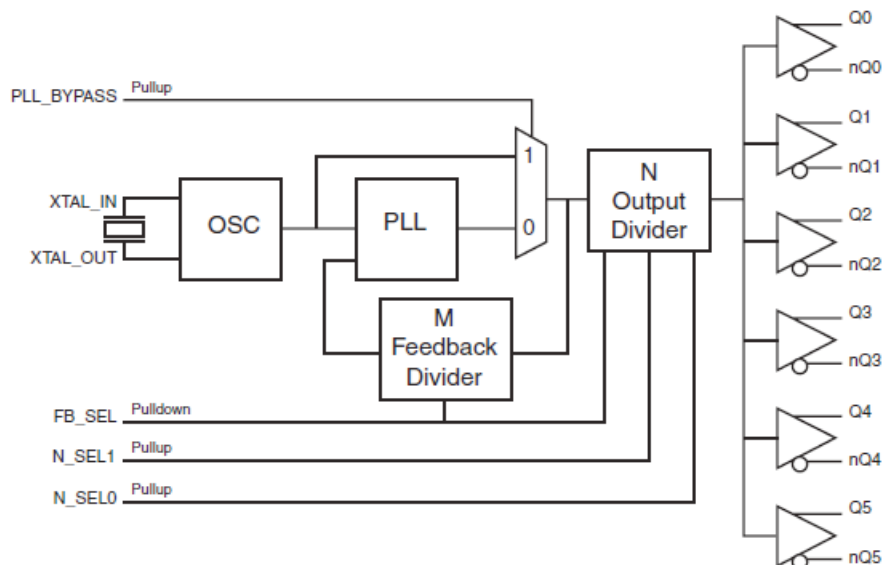 PLL_BYPASS Pullup
XTAL_IN
XTAL_OUT
OSC
PLL
1
0
N
Output
Divider
M
Feedback
Divider
FB_SEL Pulldown
N_SEL1 Pullup
N_SEL0 Pullup
Q0
nQ0
Q1
nQ1
Q2
nQ2
Q3
nQ3
Q4
nQ4
Q5
nQ5